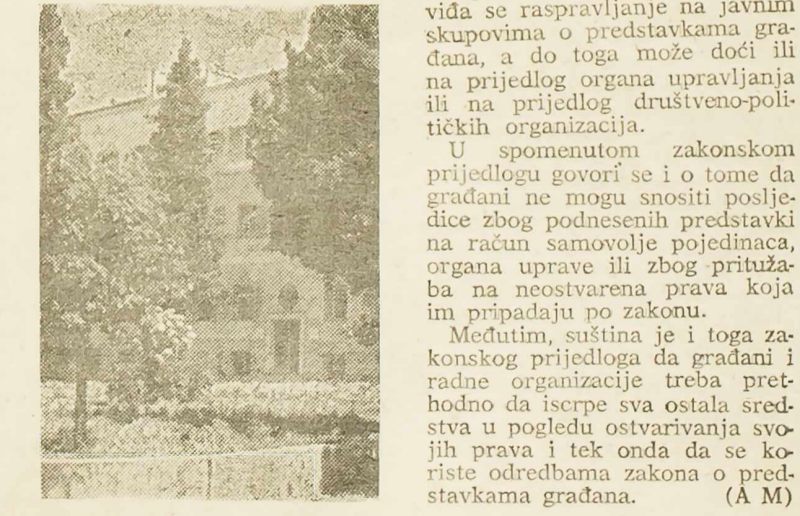 viđa se raspravljanje na javnim
skupovima o predstavkama gra-
đana, a do toga može doći ili
na prijedlog organa upravljanja
ili na prijedlog društveno-poli-
tičkih organizacija.
U spomenutom zakonskom
prijedlogu govori se i o tome da
građani ne mogu snositi poslje-
dice zbog podnesenih predstavki
na račun samovolje pojedinaca,
organa uprave ili zbog prituža-
ba na neostvarena prava koja
im pripadaju po zakonu.
Međutim, suština je i toga za-
konskog prijedloga da građani i
radne organizacije treba pret-
hodno da iscrpe sva ostala sred-
stva u pogledu ostvarivanja svo-
jih prava i tek onda da se ko-
riste odredbama zakona o pred-
stavkama građana. (A M)